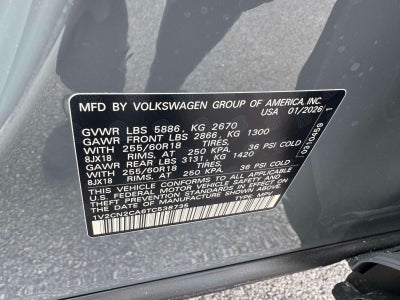 MFD BY VOLKSWAGEN GROUP OF AMERICA, INC.
USA 01/2026
GVWR LBS 5886, KG 2670
GAWR FRONT LBS 2866, KG 1300
WITH 255/60R18 TIRES,
8JX18 RIMS, AT 250 KPA. 36 PSI COLD
GAWR REAR LBS 3131, KG 1420
WITH 255/60R18 TIRES,
8JX18 RIMS, AT 250 KPA. 36 PSI COLD
THIS VEHICLE CONFORMS TO ALL APPLICABLE
U.S. FEDERAL MOTOR VEHICLE SAFETY STANDARDS
IN EFFECT ON THE DATE OF MANUFACTURE
SHOWN ABOVE.
1V2CN2CA6TC538735 TYPE: MPV